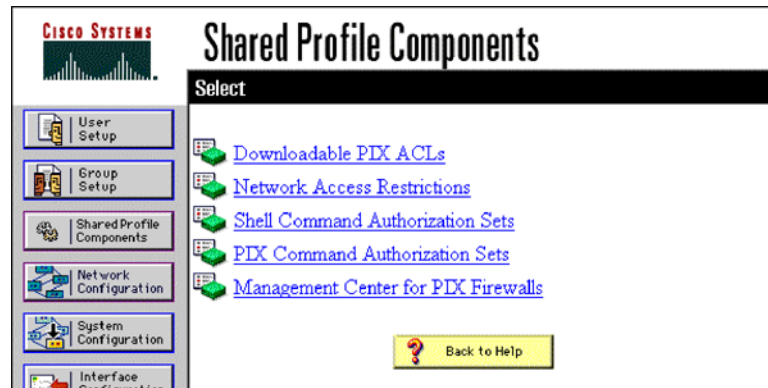 CISCO SYSTEMS
Shared Profile Components
Select
User
Setup
Group
Setup
Shared Profile
Components
Network
Configuration
System
Configuration
Interface
Downloadable PIX ACLs
Network Access Restrictions
Shell Command Authorization Sets
PIX Command Authorization Sets
Management Center for PIX Firewalls
Back to Help